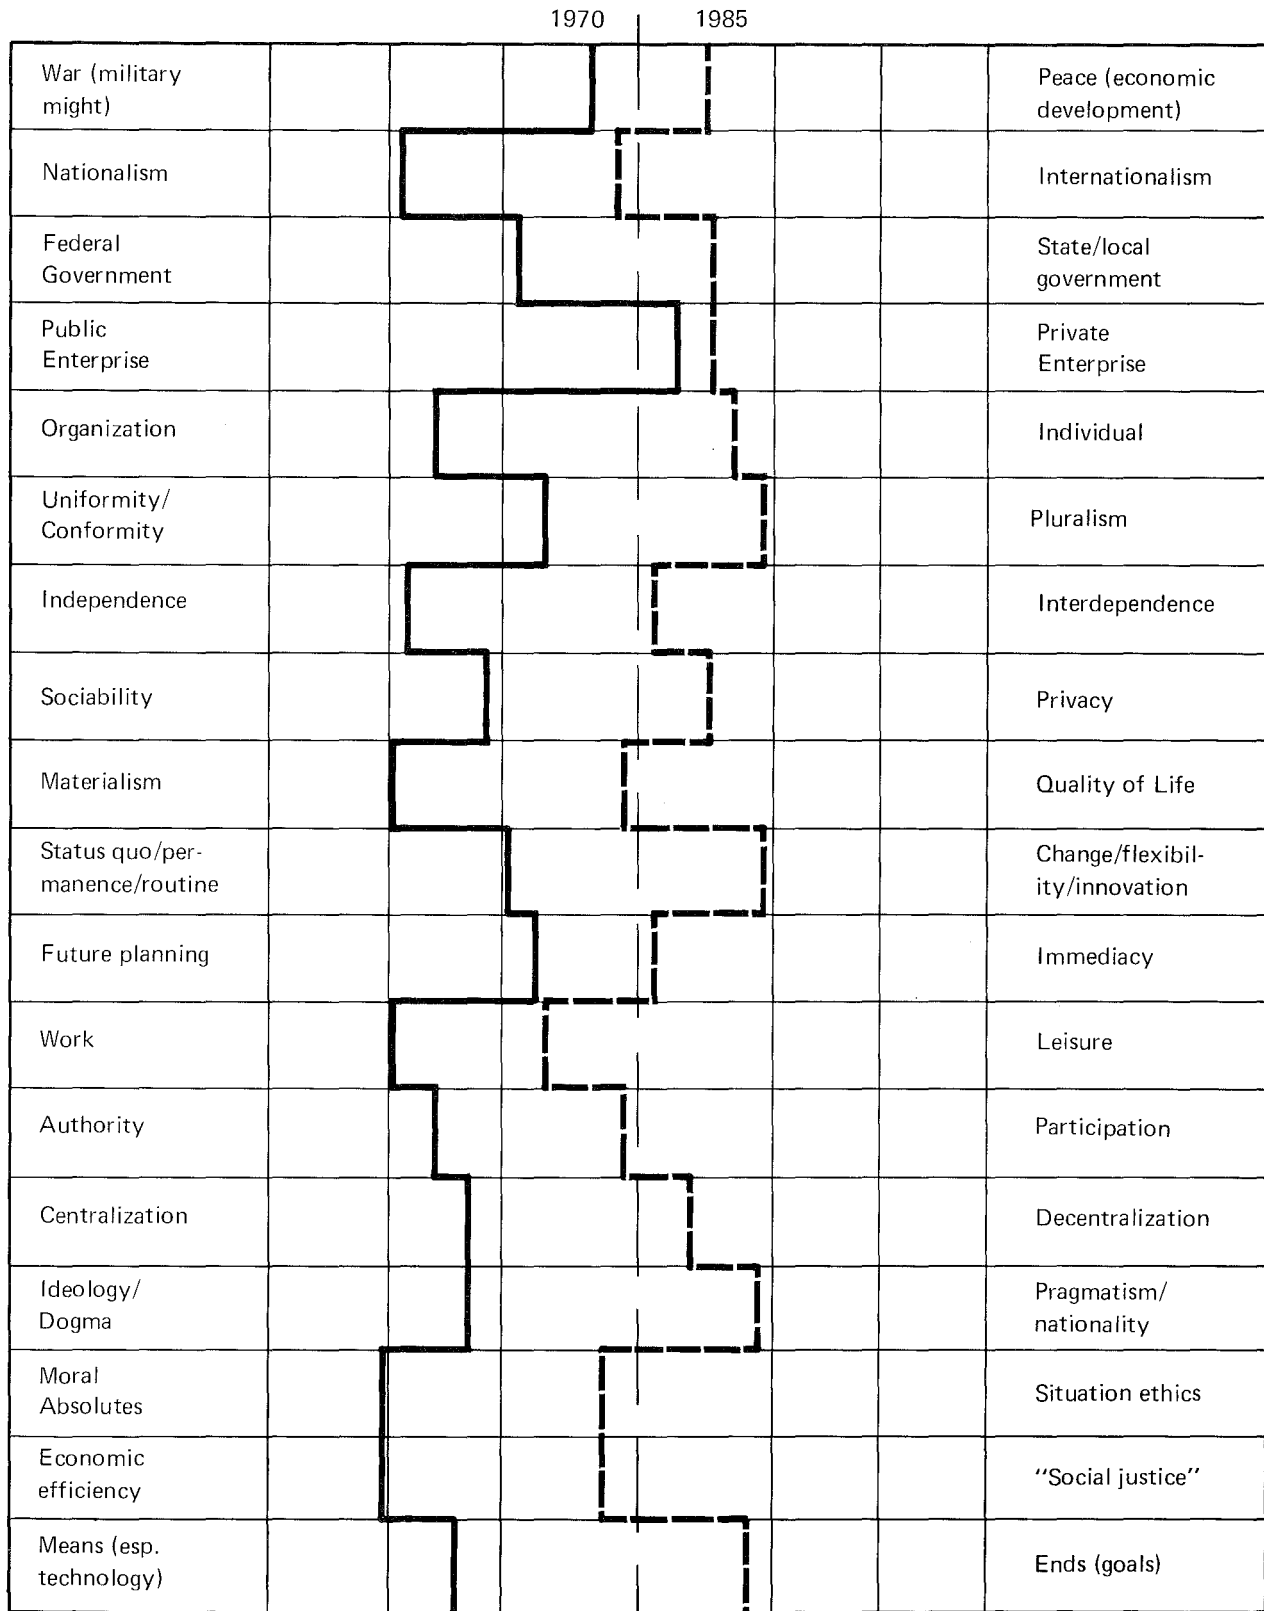 1970 1985
War (military
might)
Peace (economic
development)
Nationalism
Internationalism
Federal
Government
State/local
government
Public
Enterprise
Private
Enterprise
Organization
Individual
Uniformity/
Conformity
Pluralism
Independence
Interdependence
Sociability
Privacy
Materialism
Quality of Life
Status quo/per-
manence/routine
Change/flexibil-
ity/innovation
Future planning
Immediacy
Work
Leisure
Authority
Participation
Centralization
Decentralization
Ideology/
Dogma
Pragmatism/
nationality
Moral
Absolutes
Situation ethics
Economic
efficiency
"Social justice"
Means (esp.
technology)
Ends (goals)